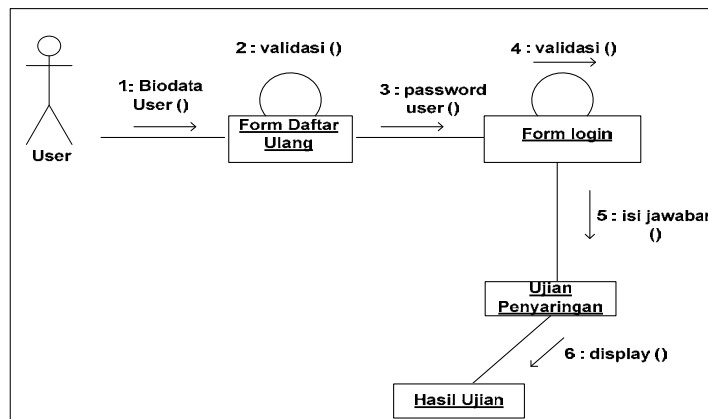 2 : validasi ()
4 : validasi ()
1: Biodata
User ()
3 : password
user ()
Form Daftar
Ulang
Form login
User
5 : isi jawaban
()
Ujian
Penyaringan
6 : display ()
Hasil Ujian